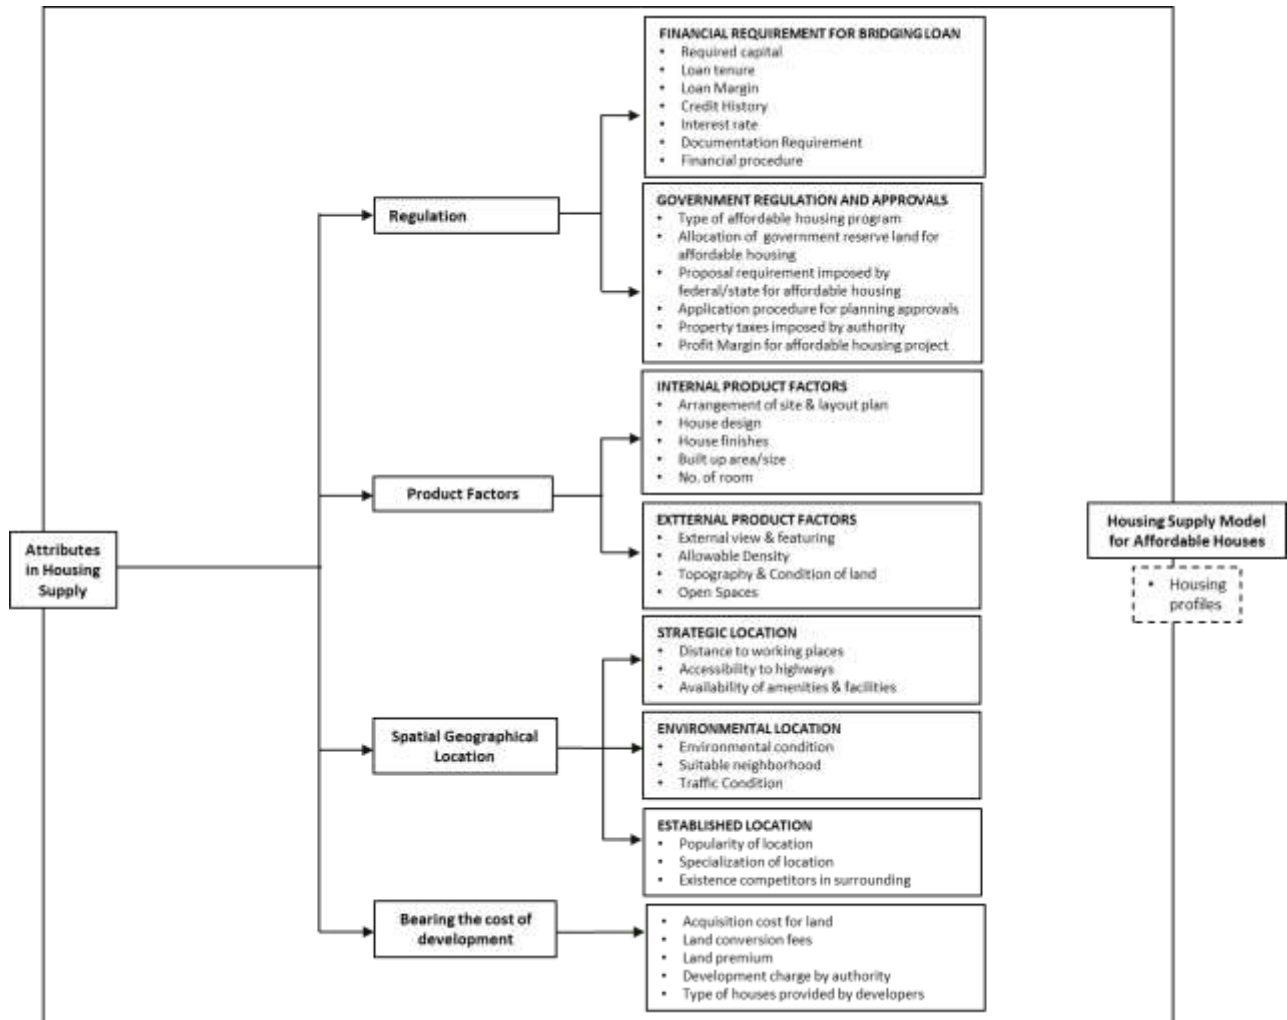 FINANCIAL REQUIREMENT FOR BRIDGING LOAN
• Required capital
• Loan tenure
• Loan Margin
• Credit History
• Interest rate
• Documentation Requirement
• Financial procedure
Regulation
GOVERNMENT REGULATION AND APPROVALS
• Type of affordable housing program
• Allocation of government reserve land for
affordable housing
• Proposal requirement imposed by
federal/state for affordable housing
• Application procedure for planning approvals
• Property taxes imposed by authority
• Profit Margin for affordable housing project
INTERNAL PRODUCT FACTORS
• Arrangement of site & layout plan
• House design
• House finishes
• Built up area/size
• No. of room
Product Factors
EXTTERNAL PRODUCT FACTORS
• External view & featuring
• Allowable Density
• Topography & Condition of land
• Open Spaces
Attributes
in Housing
Supply
Housing Supply Model
for Affordable Houses
• Housing
profiles
STRATEGIC LOCATION
• Distance to working places
• Accessibility to highways
• Availability of amenities & facilities
Spatial Geographical
Location
ENVIRONMENTAL LOCATION
• Environmental condition
• Suitable neighborhood
• Traffic Condition
ESTABLISHED LOCATION
• Popularity of location
• Specialization of location
• Existence competitors in surrounding
Bearing the cost of
development
• Acquisition cost for land
• Land conversion fees
• Land premium
• Development charge by authority
• Type of houses provided by developers